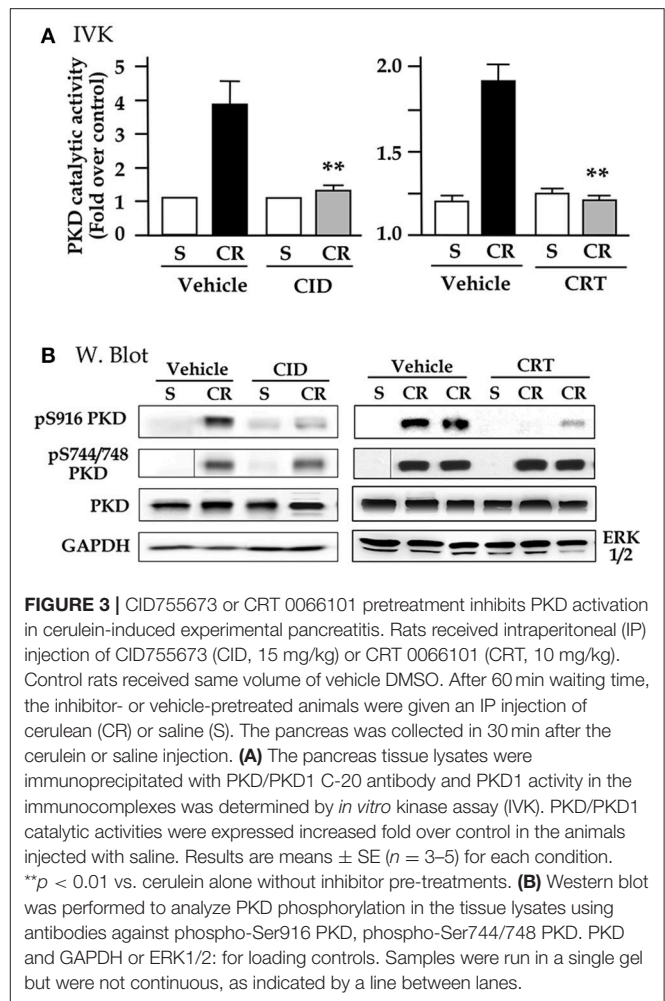 A IVK
PKD catalytic activity
(Fold over control)
5
4
3
2
1
0
**
S CR S CR
Vehicle CID
2.0
1.0
**
S CR S CR
Vehicle CRT
B W. Blot
Vehicle CID
S CR S CR
Vehicle CRT
S CR CR S CR CR
pS916 PKD
pS744/748
PKD
PKD
GAPDH
ERK
1/2
FIGURE 3 | CID755673 or CRT 0066101 pretreatment inhibits PKD activation
in cerulein-induced experimental pancreatitis. Rats received intraperitoneal (IP)
injection of CID755673 (CID, 15 mg/kg) or CRT 0066101 (CRT, 10 mg/kg).
Control rats received same volume of vehicle DMSO. After 60 min waiting time,
the inhibitor- or vehicle-pretreated animals were given an IP injection of
cerulean (CR) or saline (S). The pancreas was collected in 30 min after the
cerulein or saline injection. (A) The pancreas tissue lysates were
immunoprecipitated with PKD/PKD1 C-20 antibody and PKD1 activity in the
immunocomplexes was determined by in vitro kinase assay (IVK). PKD/PKD1
catalytic activities were expressed increased fold over control in the animals
injected with saline. Results are means ± SE (n = 3–5) for each condition.
**p < 0.01 vs. cerulein alone without inhibitor pre-treatments. (B) Western blot
was performed to analyze PKD phosphorylation in the tissue lysates using
antibodies against phospho-Ser916 PKD, phospho-Ser744/748 PKD. PKD
and GAPDH or ERK1/2: for loading controls. Samples were run in a single gel
but were not continuous, as indicated by a line between lanes.